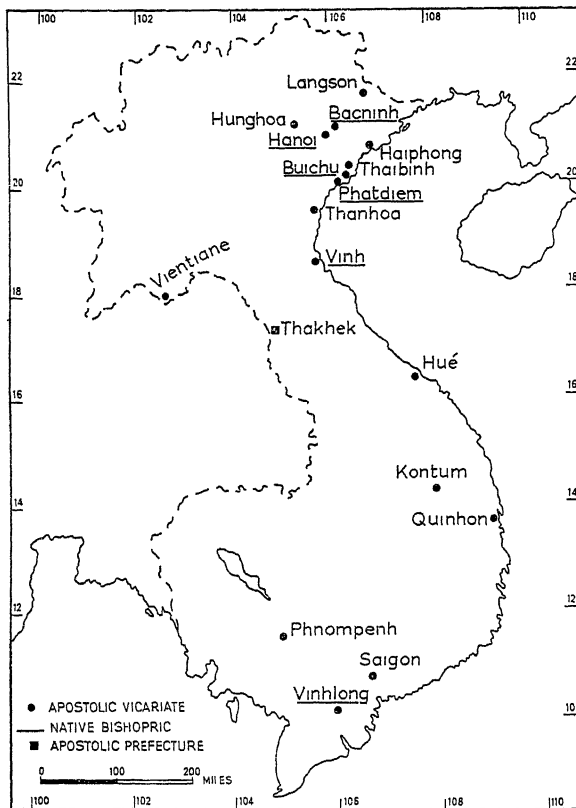 100 102 104 106 108 110
22 22
Langson
Hunghoa
Bacninh
Hanoi
Haiphong
Buichu
Thaibinh
20 20
Phatdiem
Thanhoa
Vinh
Vientiane
18 18
Thakhek
Hué
16 16
Kontum
14 14
Quinhon
12 12
Phnompenh
Saigon
Vinhlong
10
APOSTOLIC VICARIATE
NATIVE BISHOPRIC
APOSTOLIC PREFECTURE
0 100 200 MILES
100 102 104 106 108 110